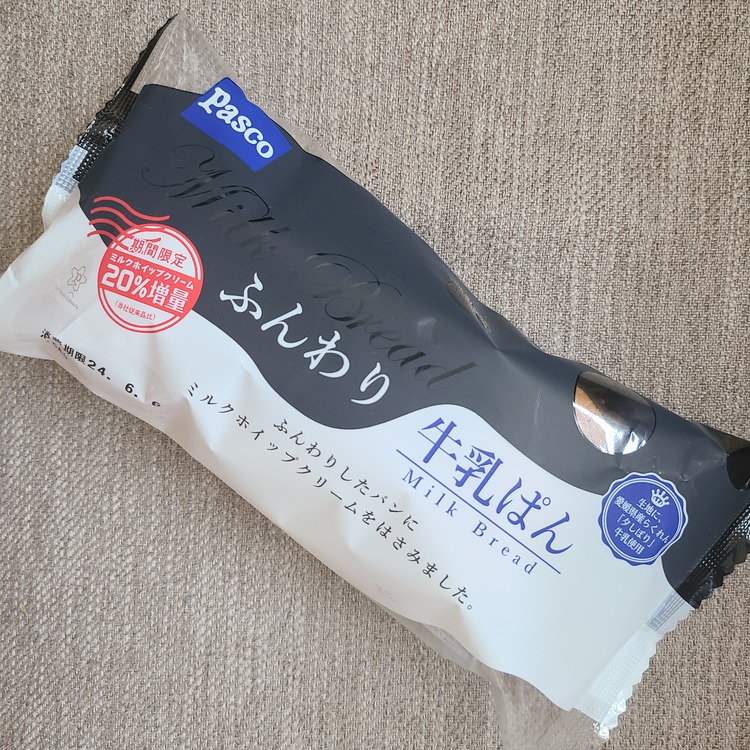 Pasco
Milk Bread
期間限定
ミルクホイップクリーム
20%増量
(当社従来品比)
ふんわり
牛乳ぱん
Milk Bread
ふんわりしたパンに
ミルクホイップクリームをはさみました。
生地に、
愛媛県産らくれん
「夕しぼり」
牛乳使用
期限24. 6.